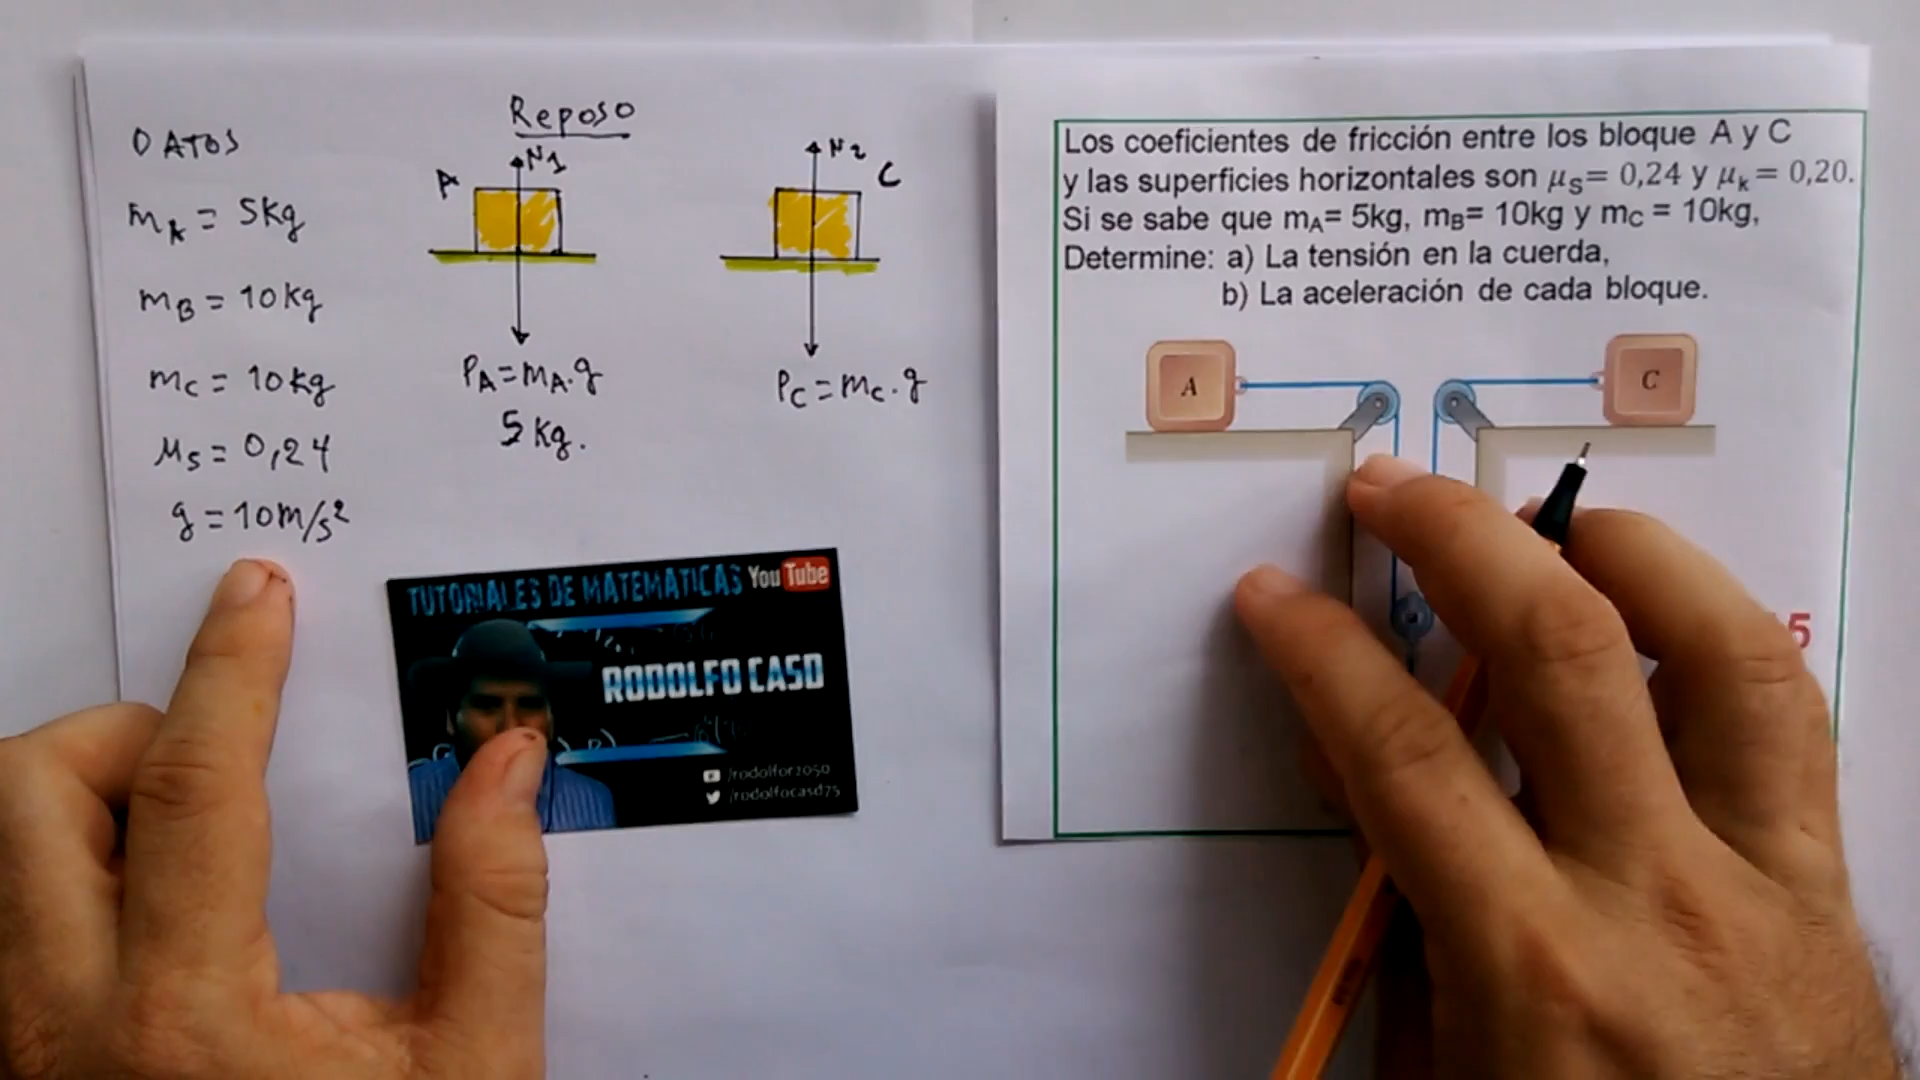 DATOS
mA = 5Kg
mB = 10kg
mC = 10kg
μS = 0,24
g = 10m/s²
Reposo
A
N1
N2
C
PA = mA.g
5 Kg.
PC = mC.g
TUTORIALES DE MATEMATICAS YouTube
RODOLFO CASD
/rodolfor2050
/rodolfocasd75
Los coeficientes de fricción entre los bloque A y C
y las superficies horizontales son μs= 0,24 y μk = 0,20.
Si se sabe que mA= 5kg, mB= 10kg y mC = 10kg,
Determine: a) La tensión en la cuerda,
b) La aceleración de cada bloque.
A
C
5